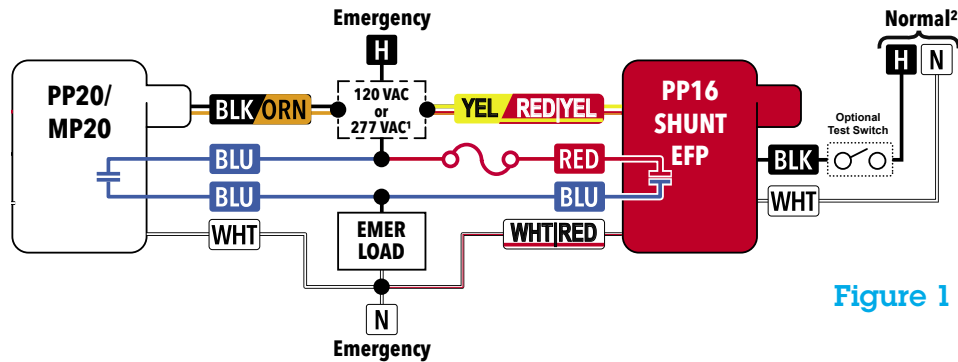 Emergency
H
Normal²
H N
PP20/
MP20
BLK/ORN
120 VAC
or
277 VAC¹
YEL RED|YEL
PP16
SHUNT
EFP
Optional
Test Switch
BLU
RED
BLK
BLU
BLU
WHT
WHT
EMER
LOAD
WHT|RED
N
Emergency
Figure 1